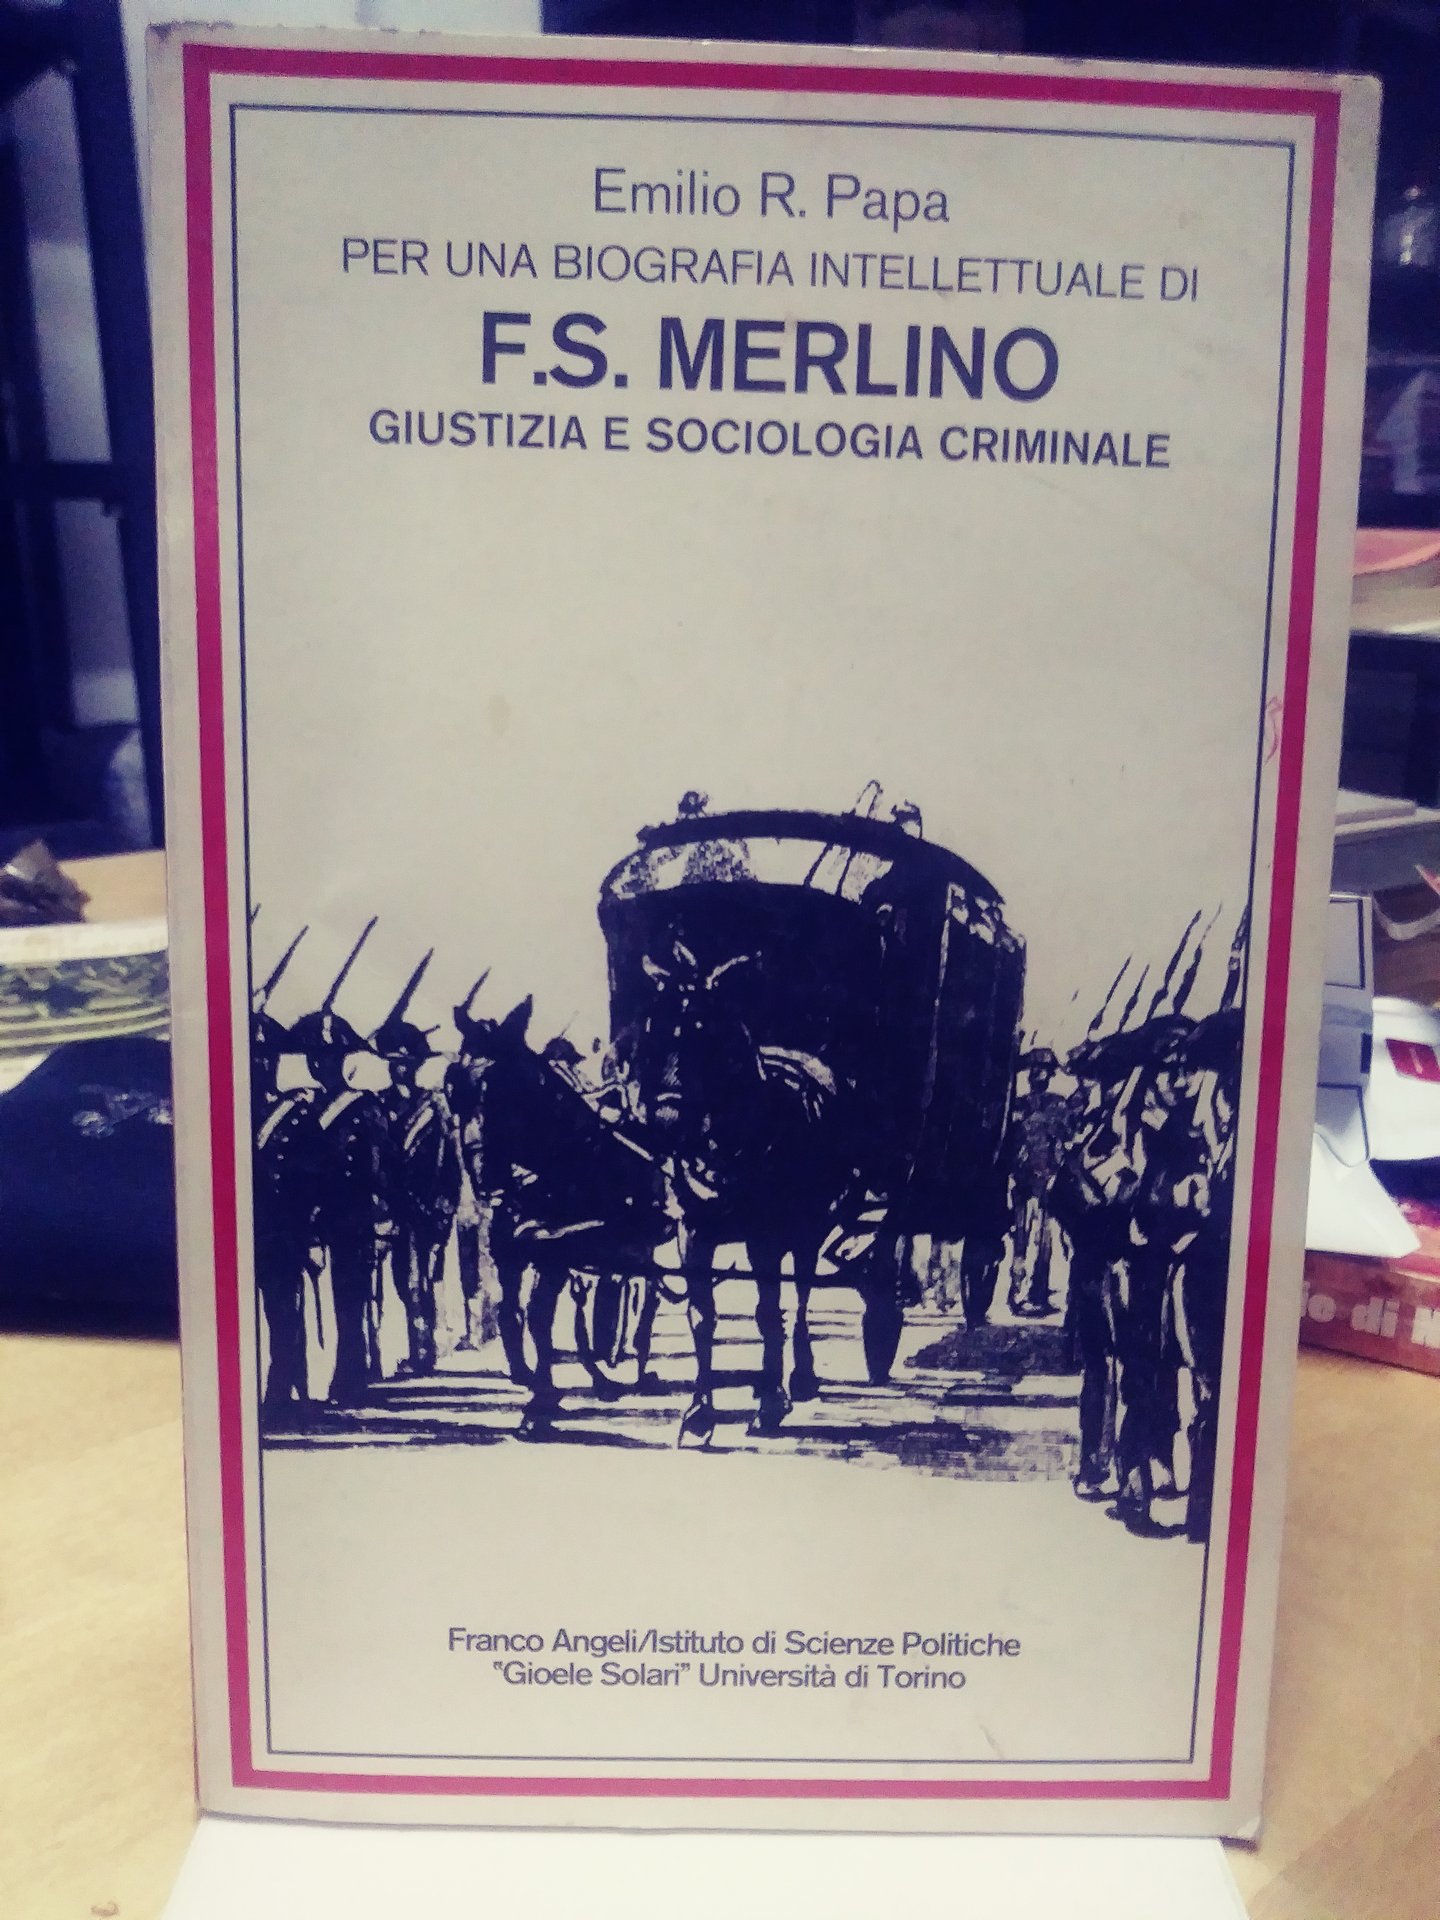 Emilio R. Papa
PER UNA BIOGRAFIA INTELLETTUALE DI
F.S. MERLINO
GIUSTIZIA E SOCIOLOGIA CRIMINALE
Franco Angeli/Istituto di Scienze Politiche
"Gioele Solari" Università di Torino
di